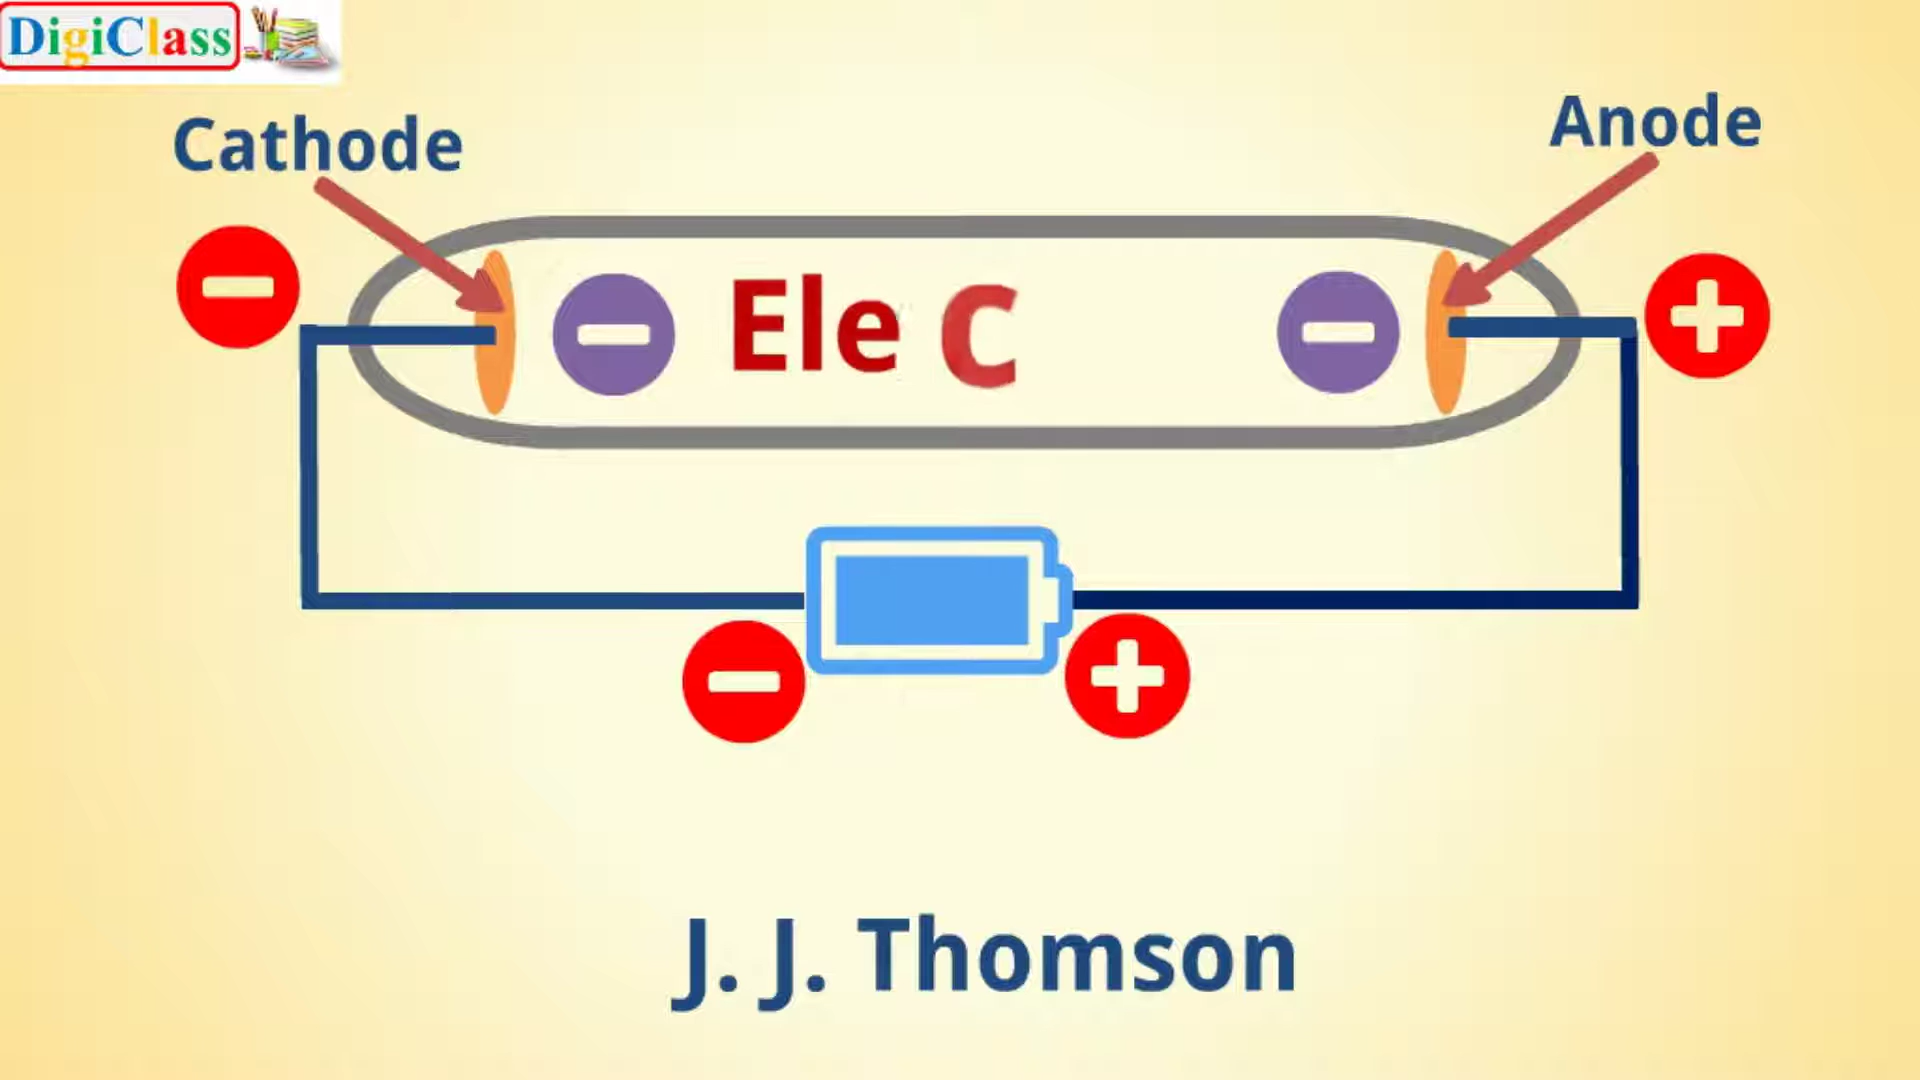 DigiClass
Cathode
Anode
Ele C
J. J. Thomson